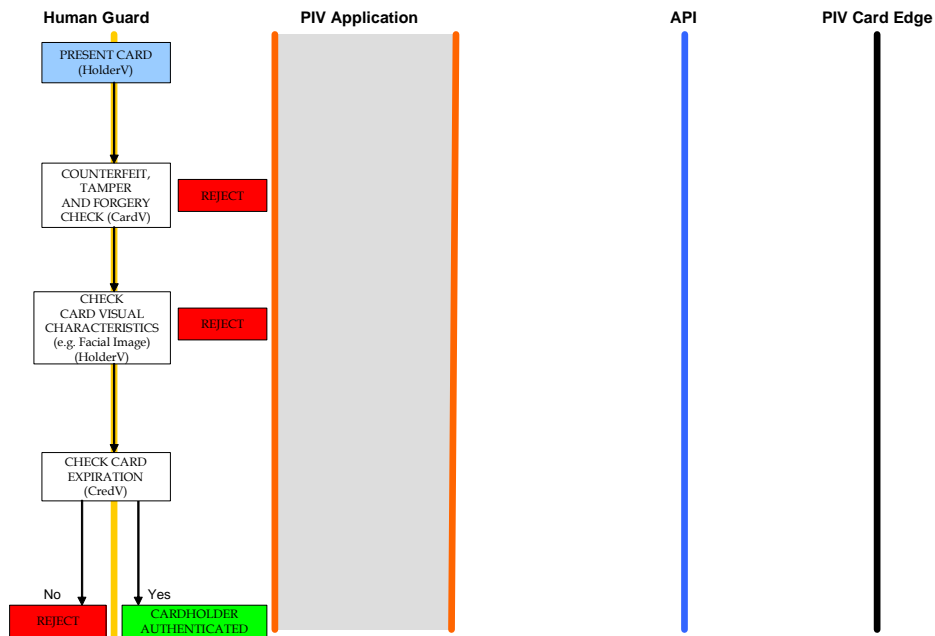 Human Guard
PIV Application
API
PIV Card Edge
PRESENT CARD
(HolderV)
COUNTERFEIT,
TAMPER
AND FORGERY
CHECK (CardV)
REJECT
CHECK
CARD VISUAL
CHARACTERISTICS
(e.g. Facial Image)
(HolderV)
REJECT
CHECK CARD
EXPIRATION
(CredV)
No
Yes
REJECT
CARDHOLDER
AUTHENTICATED